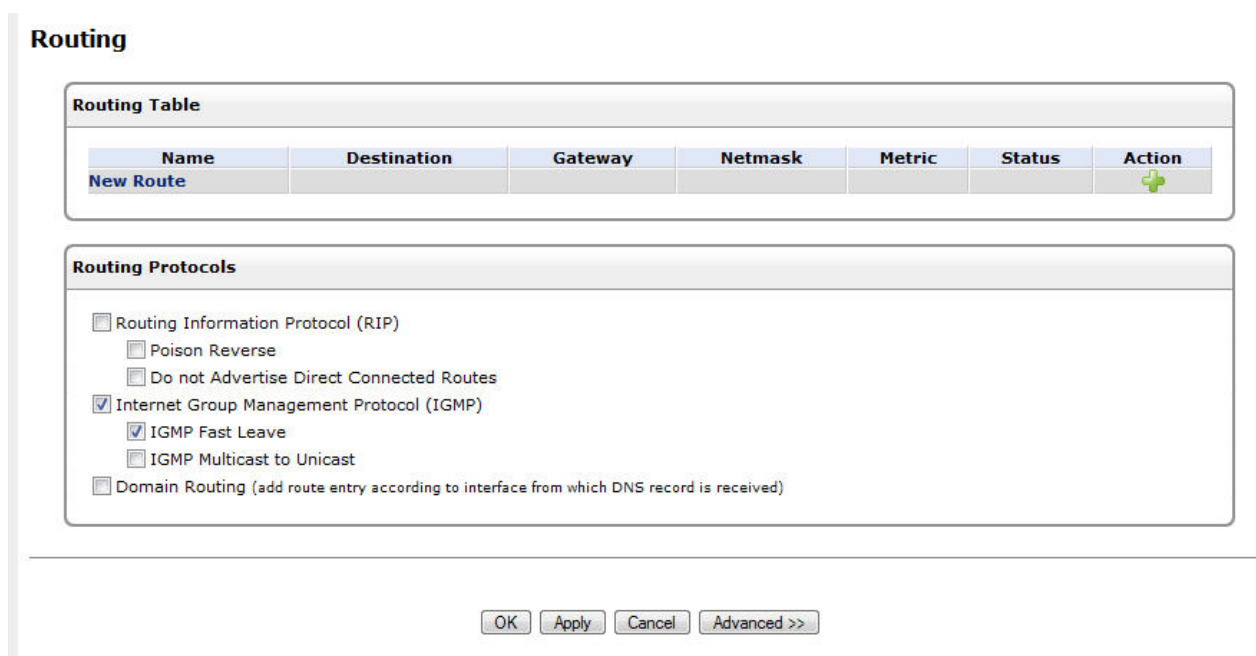 Routing
Routing Table
Name Destination Gateway Netmask Metric Status Action
New Route
Routing Protocols
Routing Information Protocol (RIP)
Poison Reverse
Do not Advertise Direct Connected Routes
Internet Group Management Protocol (IGMP)
IGMP Fast Leave
IGMP Multicast to Unicast
Domain Routing (add route entry according to interface from which DNS record is received)
OK Apply Cancel Advanced >>